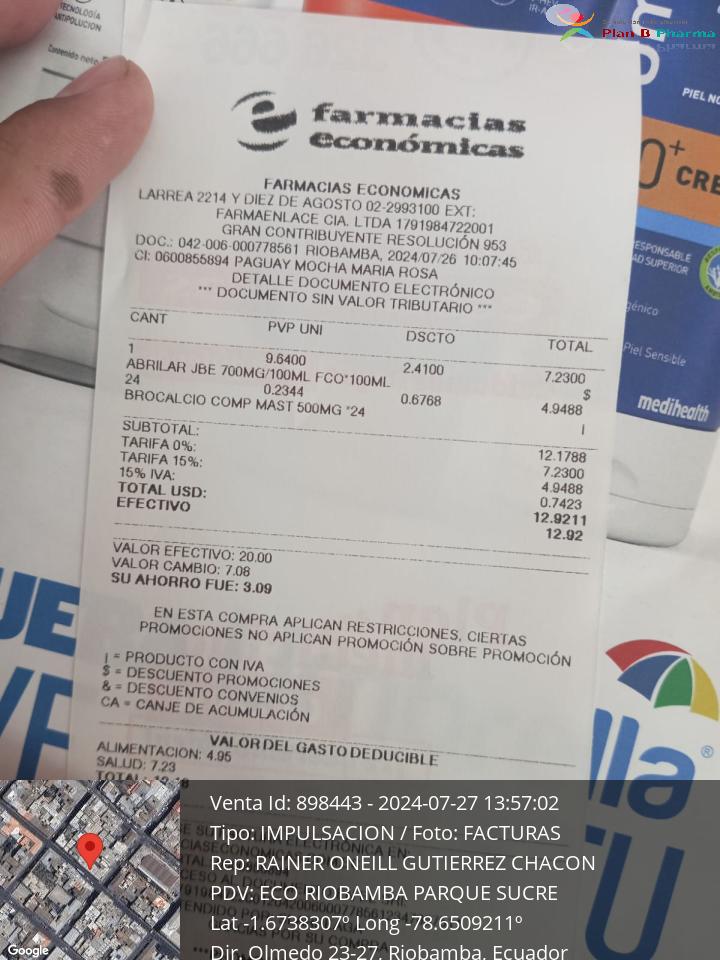 TECNOLOGÍA
ANTIPOLUCION
Contenido neto
Plan B Pharma
PIEL
0+ CRE
medihealth
Piel Sensible
farmacias
económicas
FARMACIAS ECONOMICAS
LARREA 2214 Y DIEZ DE AGOSTO 02-2993100 EXT:
FARMAENLACE CIA. LTDA 1791984722001
GRAN CONTRIBUYENTE RESOLUCIÓN 953
DOC.: 042-006-000778561 RIOBAMBA, 2024/07/26 10:07:45
CI: 0600855894 PAGUAY MOCHA MARIA ROSA
DETALLE DOCUMENTO ELECTRÓNICO
*** DOCUMENTO SIN VALOR TRIBUTARIO ***
CANT PVP UNI DSCTO TOTAL
1 9.6400 2.4100 7.2300
ABRILAR JBE 700MG/100ML FCO*100ML $
24 0.2344 0.6768 4.9488
BROCALCIO COMP MAST 500MG *24 |
SUBTOTAL: 12.1788
TARIFA 0%: 7.2300
TARIFA 15%: 4.9488
15% IVA: 0.7423
TOTAL USD: 12.9211
EFECTIVO 12.92
VALOR EFECTIVO: 20.00
VALOR CAMBIO: 7.08
SU AHORRO FUE: 3.09
EN ESTA COMPRA APLICAN RESTRICCIONES, CIERTAS
PROMOCIONES NO APLICAN PROMOCIÓN SOBRE PROMOCIÓN
| = PRODUCTO CON IVA
$ = DESCUENTO PROMOCIONES
& = DESCUENTO CONVENIOS
CA = CANJE DE ACUMULACIÓN
VALOR DEL GASTO DEDUCIBLE
ALIMENTACION: 4.95
SALUD: 7.23
Venta Id: 898443 - 2024-07-27 13:57:02
Tipo: IMPULSACION / Foto: FACTURAS
Rep: RAINER ONEILL GUTIERREZ CHACON
PDV: ECO RIOBAMBA PARQUE SUCRE
Lat -1.6738307º Long -78.6509211º
Dir. Olmedo 23-27, Riobamba, Ecuador
Google